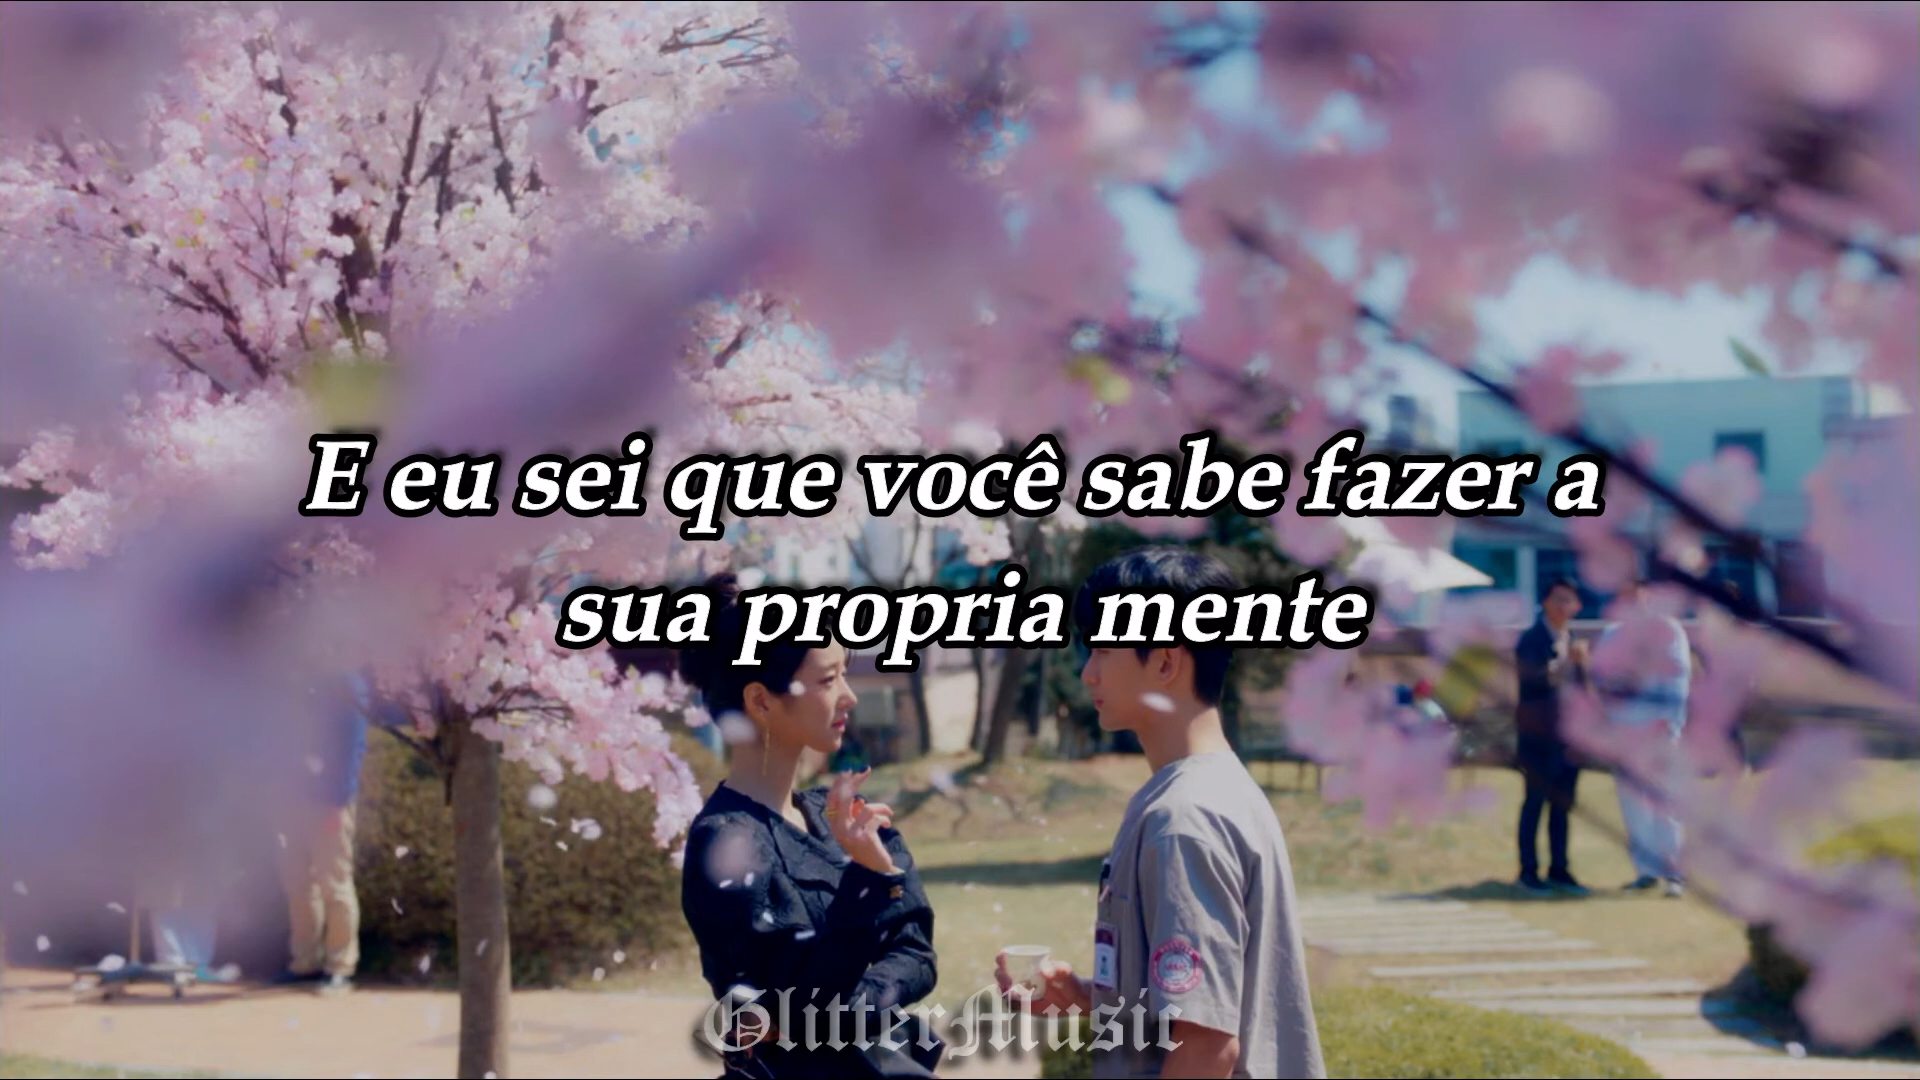 E eu sei que você sabe fazer a
sua propria mente
GlitterMusic